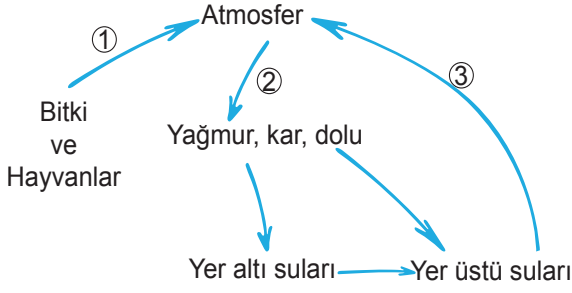 Atmosfer
1
2
3
Bitki
ve
Hayvanlar
Yağmur, kar, dolu
Yer altı suları
Yer üstü suları